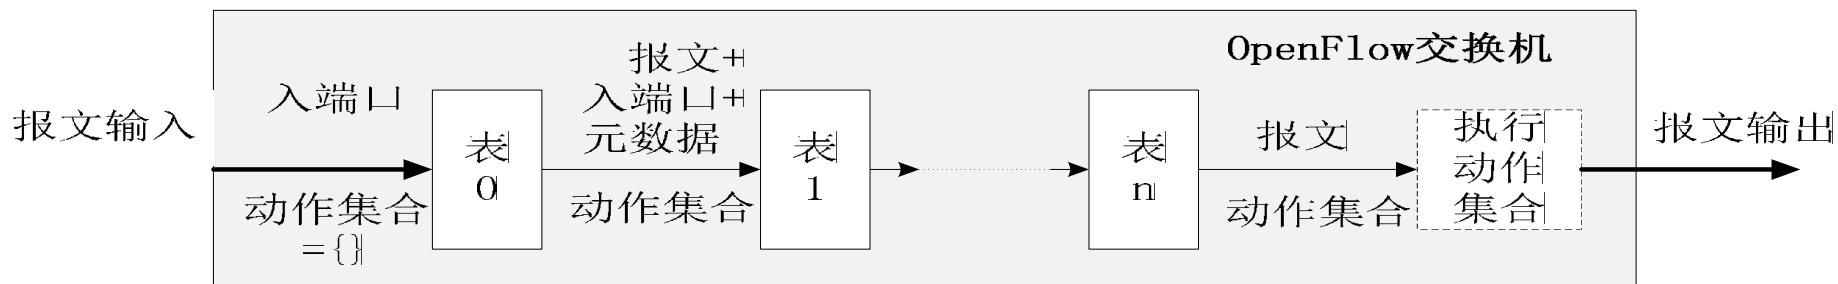 OpenFlow交换机
报文输入
入端口
动作集合
={}
表
0
报文+
入端口+
元数据
动作集合
表
1
表
n
报文
动作集合
执行
动作
集合
报文输出